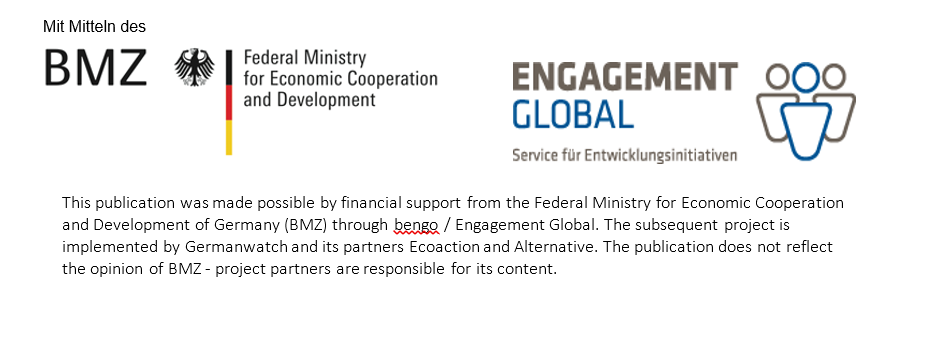 Mit Mitteln des
BMZ
Federal Ministry
for Economic Cooperation
and Development
ENGAGEMENT
GLOBAL
Service für Entwicklungsinitiativen
This publication was made possible by financial support from the Federal Ministry for Economic Cooperation
and Development of Germany (BMZ) through bengo / Engagement Global. The subsequent project is
implemented by Germanwatch and its partners Ecoaction and Alternative. The publication does not reflect
the opinion of BMZ - project partners are responsible for its content.